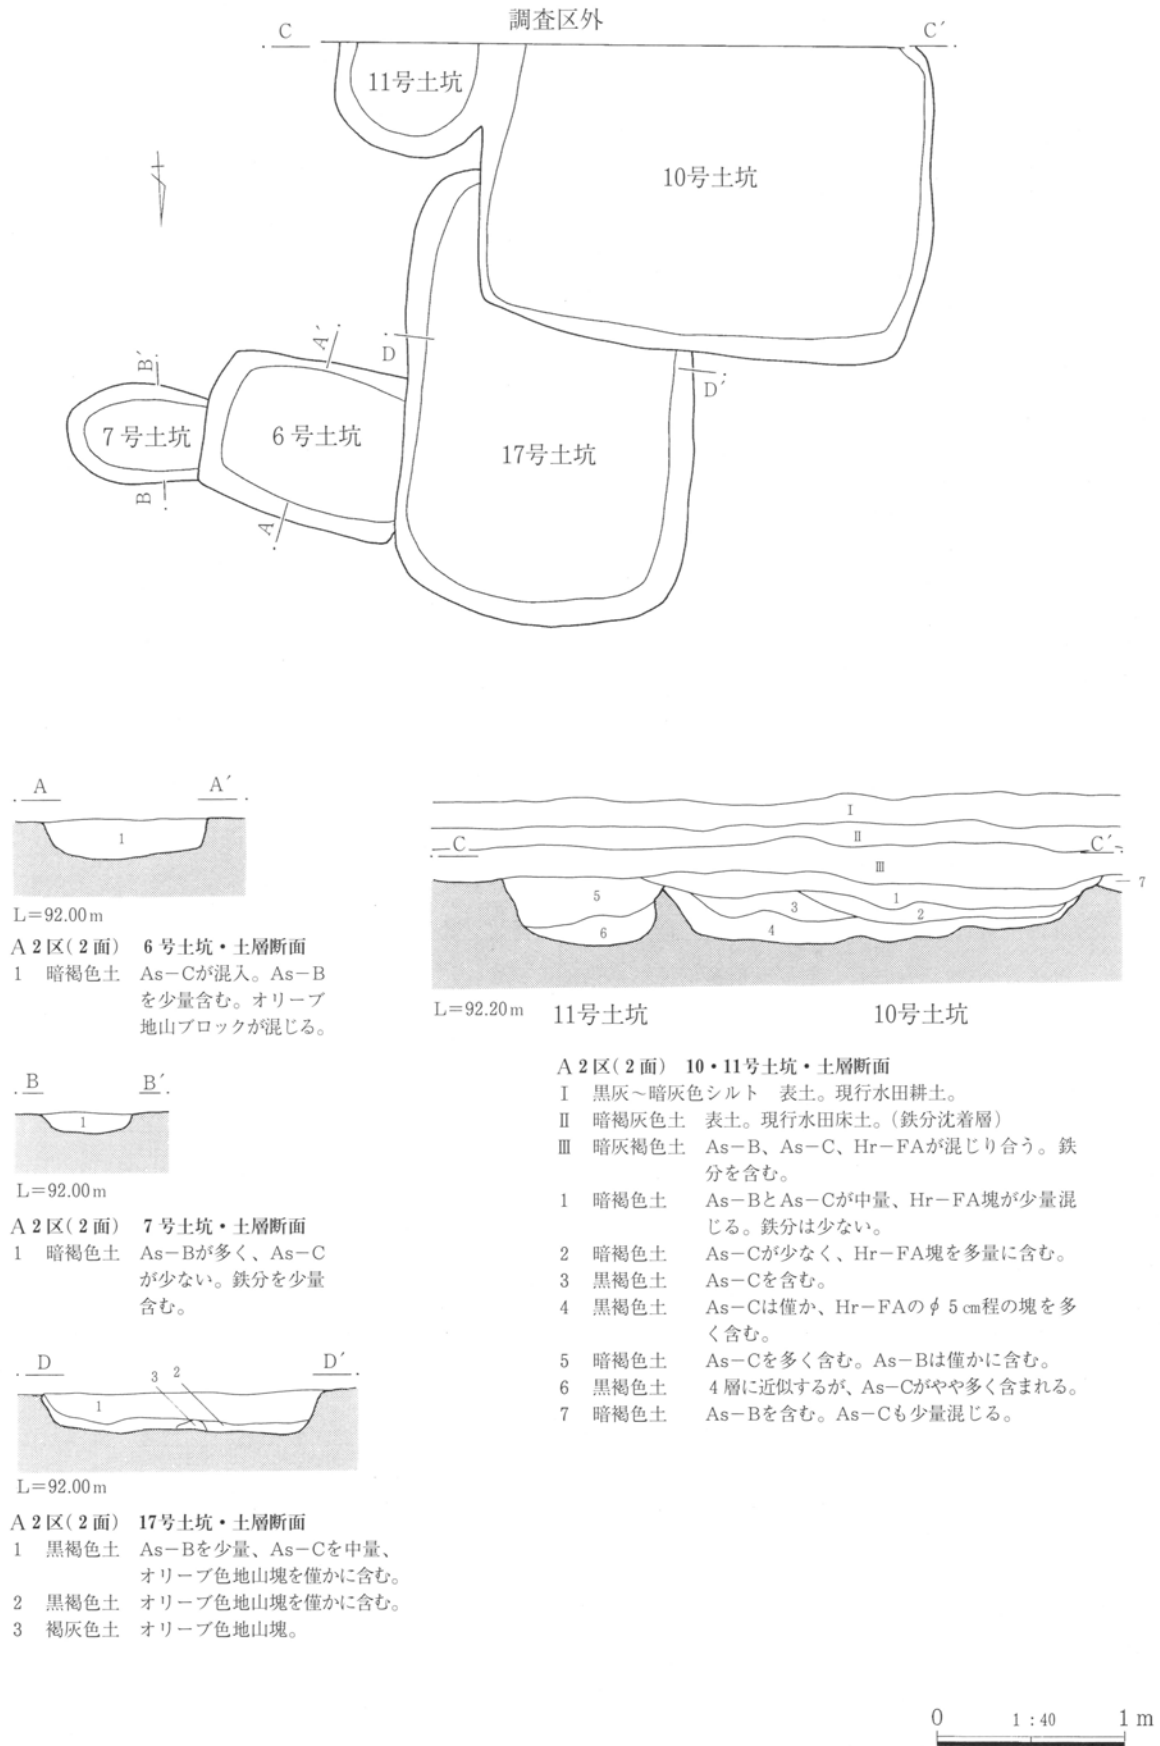 調査区外
C
C′
11号土坑
10号土坑
A′
D
D′
B′
7号土坑
6号土坑
17号土坑
B
A
A
A′
1
L=92.00m
A2区(2面) 6号土坑・土層断面
1 暗褐色土 As-Cが混入。As-B
を少量含む。オリーブ
地山ブロックが混じる。
B
B′
1
L=92.00m
A2区(2面) 7号土坑・土層断面
1 暗褐色土 As-Bが多く、As-C
が少ない。鉄分を少量
含む。
D
D′
3
2
1
L=92.00m
A2区(2面) 17号土坑・土層断面
1 黒褐色土 As-Bを少量、As-Cを中量、
オリーブ色地山塊を僅かに含む。
2 黒褐色土 オリーブ色地山塊を僅かに含む。
3 褐灰色土 オリーブ色地山塊。
Ⅰ
C
Ⅱ
C′
Ⅲ
7
5
1
3
2
6
4
L=92.20m
11号土坑
10号土坑
A2区(2面) 10・11号土坑・土層断面
Ⅰ 黒灰～暗灰色シルト 表土。現行水田耕土。
Ⅱ 暗褐灰色土 表土。現行水田床土。(鉄分沈着層)
Ⅲ 暗灰褐色土 As-B、As-C、Hr-FAが混じり合う。鉄
分を含む。
1 暗褐色土 As-BとAs-Cが中量、Hr-FA塊が少量混
じる。鉄分は少ない。
2 暗褐色土 As-Cが少なく、Hr-FA塊を多量に含む。
3 黒褐色土 As-Cを含む。
4 黒褐色土 As-Cは僅か、Hr-FAのφ5㎝程の塊を多
く含む。
5 暗褐色土 As-Cを多く含む。As-Bは僅かに含む。
6 黒褐色土 4層に近似するが、As-Cがやや多く含まれる。
7 暗褐色土 As-Bを含む。As-Cも少量混じる。
0 1:40 1m